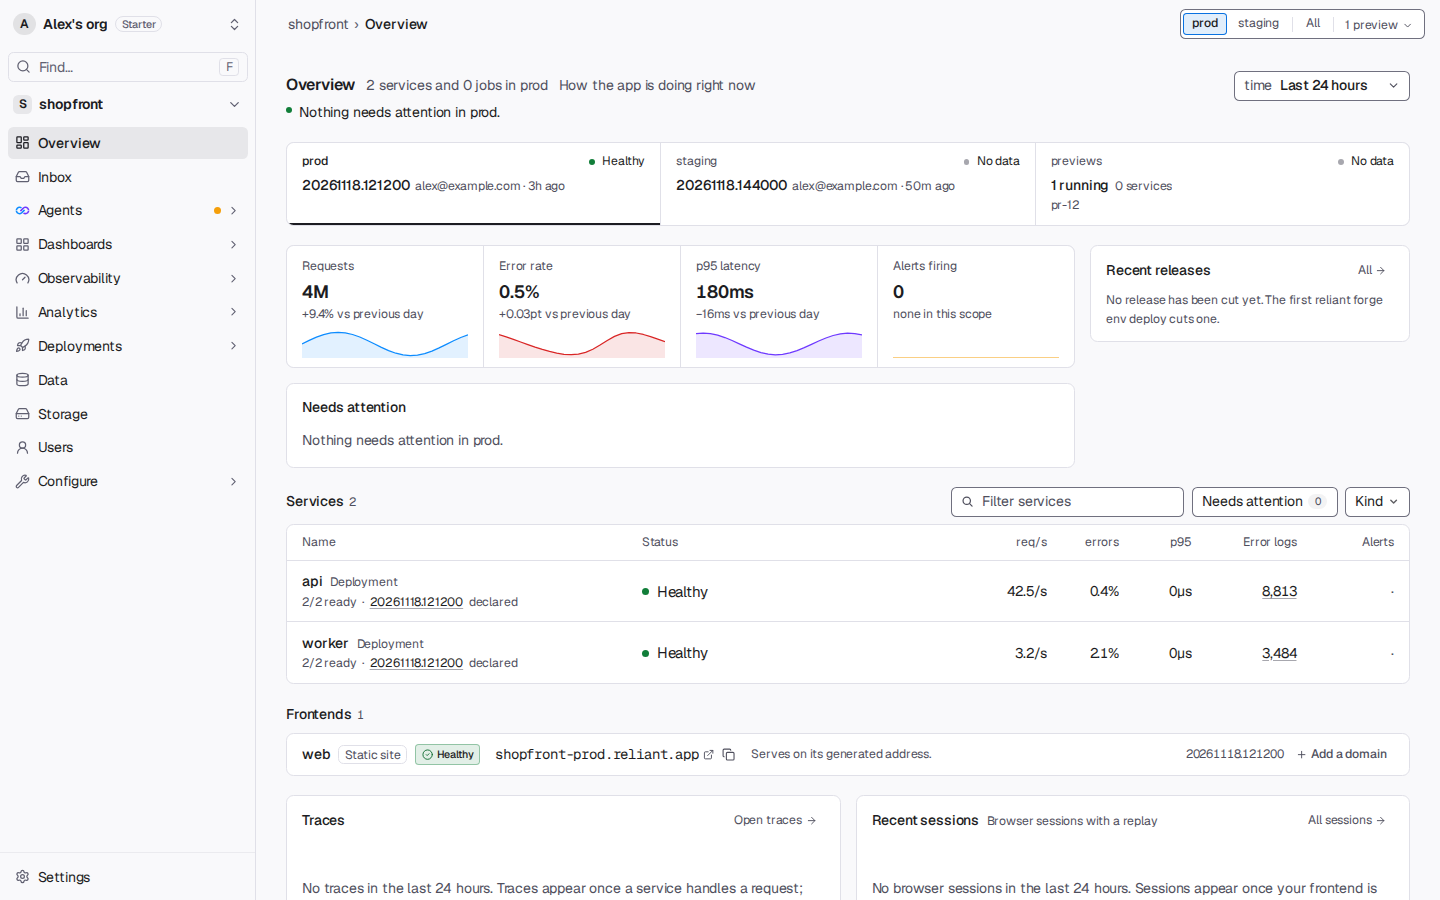 A Alex's org Starter
Find... F
S shopfront
Overview
Inbox
Agents
Dashboards
Observability
Analytics
Deployments
Data
Storage
Users
Configure
Settings
shopfront › Overview
prod staging All 1 preview
Overview 2 services and 0 jobs in prod How the app is doing right now
time Last 24 hours
Nothing needs attention in prod.
prod Healthy
20261118.121200 alex@example.com · 3h ago
staging No data
20261118.144000 alex@example.com · 50m ago
previews No data
1 running 0 services
pr-12
Requests
4M
+9.4% vs previous day
Error rate
0.5%
+0.03pt vs previous day
p95 latency
180ms
−16ms vs previous day
Alerts firing
0
none in this scope
Recent releases All →
No release has been cut yet. The first reliant forge
env deploy cuts one.
Needs attention
Nothing needs attention in prod.
Services 2
Filter services
Needs attention 0
Kind
Name Status req/s errors p95 Error logs Alerts
api Deployment
2/2 ready · 20261118.121200 declared
Healthy 42.5/s 0.4% 0µs 8,813 ·
worker Deployment
2/2 ready · 20261118.121200 declared
Healthy 3.2/s 2.1% 0µs 3,484 ·
Frontends 1
web Static site Healthy shopfront-prod.reliant.app Serves on its generated address. 20261118.121200 + Add a domain
Traces Open traces →
No traces in the last 24 hours. Traces appear once a service handles a request;
Recent sessions Browser sessions with a replay All sessions →
No browser sessions in the last 24 hours. Sessions appear once your frontend is